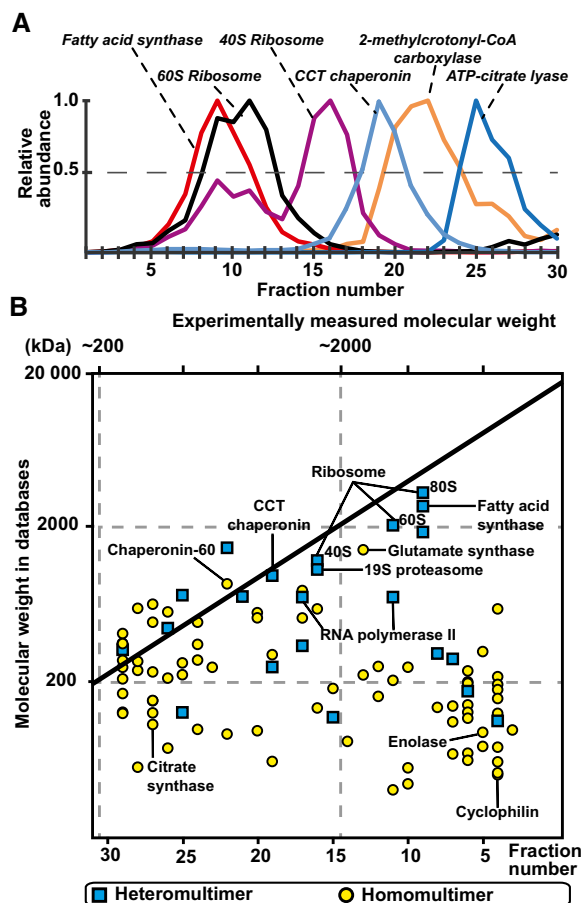 A
Fatty acid synthase
40S Ribosome
2-methylcrotonyl-CoA
carboxylase
60S Ribosome
CCT chaperonin
ATP-citrate lyase
Relative
abundance
1.0
0.5
5 10 15 20 25 30
Fraction number
B
Experimentally measured molecular weight
(kDa) ~200 ~2000
20 000
2000
200
Molecular weight in databases
Ribosome
80S
CCT
chaperonin
Fatty acid
synthase
60S
Chaperonin-60
40S
Glutamate synthase
19S proteasome
RNA polymerase II
Enolase
Citrate
synthase
Cyclophilin
30 25 20 15 10 5 Fraction
number
Heteromultimer Homomultimer